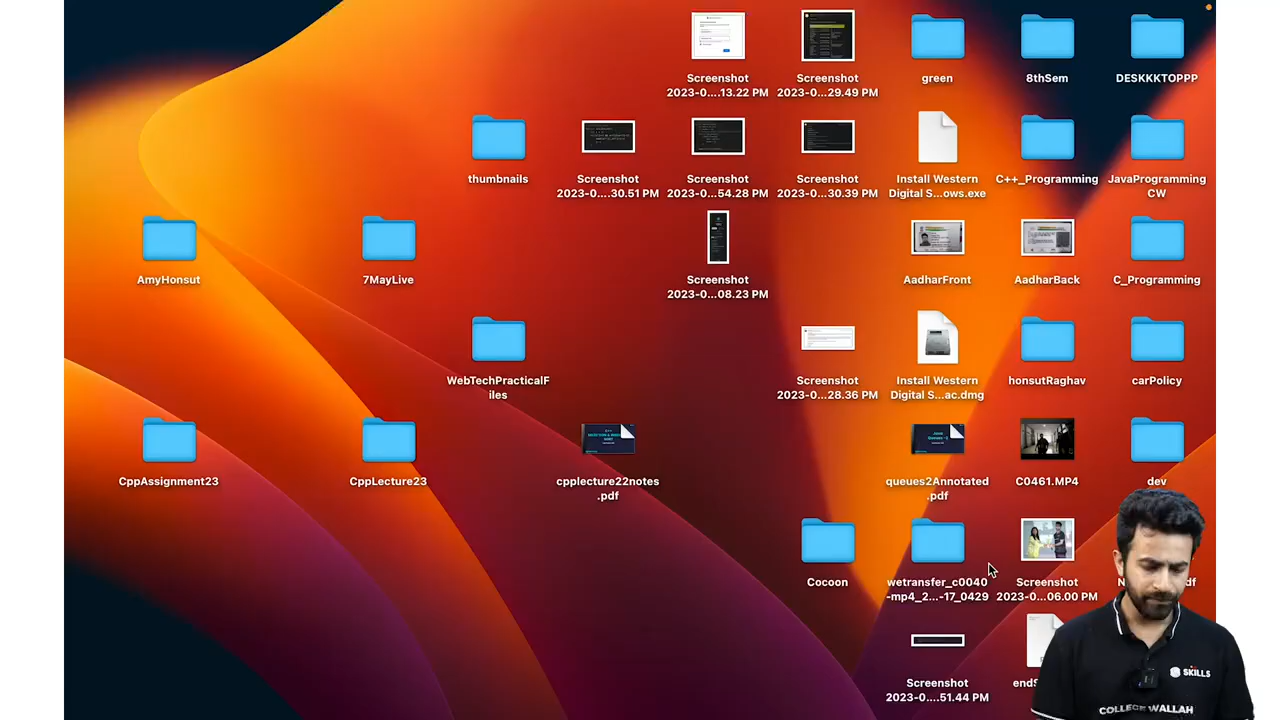 Screenshot
2023-0....13.22 PM
Screenshot
2023-0...29.49 PM
green
8thSem
DESKKKTOPPP
thumbnails
Screenshot
2023-0....30.51 PM
Screenshot
2023-0...54.28 PM
Screenshot
2023-0...30.39 PM
Install Western
Digital S...ows.exe
C++_Programming
JavaProgramming
CW
AmyHonsut
7MayLive
Screenshot
2023-0...08.23 PM
AadharFront
AadharBack
C_Programming
WebTechPracticalF
iles
Screenshot
2023-0...28.36 PM
Install Western
Digital S...ac.dmg
honsutRaghav
carPolicy
CppAssignment23
CppLecture23
cpplecture22notes
.pdf
queues2Annotated
.pdf
C0461.MP4
dev
Cocoon
wetransfer_c0040
-mp4_2...-17_0429
Screenshot
2023-0...06.00 PM
df
Screenshot
2023-0....51.44 PM
SKILLS
COLLEGE WALLAH